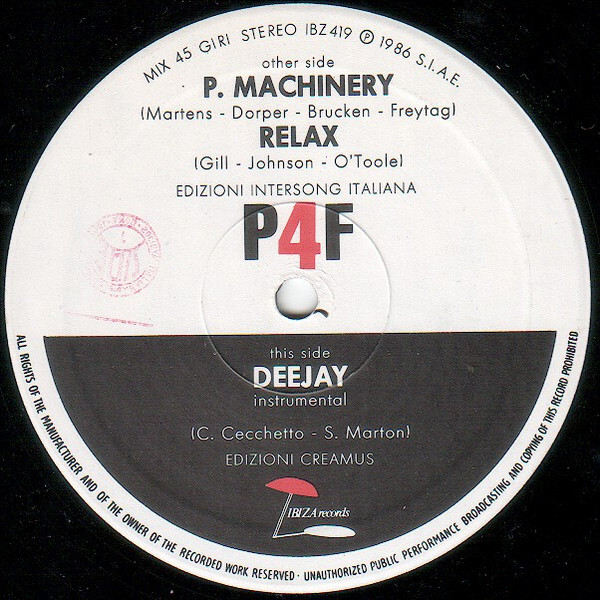 MIX 45 GIRI STEREO IBZ 419 Ⓟ 1986 S.I.A.E.
other side
P. MACHINERY
(Martens - Dorper - Brucken - Freytag)
RELAX
(Gill - Johnson - O'Toole)
EDIZIONI INTERSONG ITALIANA
P4F
this side
DEEJAY
instrumental
(C. Cecchetto - S. Marton)
EDIZIONI CREAMUS
IBIZA records
ALL RIGHTS OF THE MANUFACTURER AND OF THE OWNER OF THE RECORDED WORK RESERVED · UNAUTHORIZED PUBLIC PERFORMANCE BROADCASTING AND COPYING OF THIS RECORD PROHIBITED